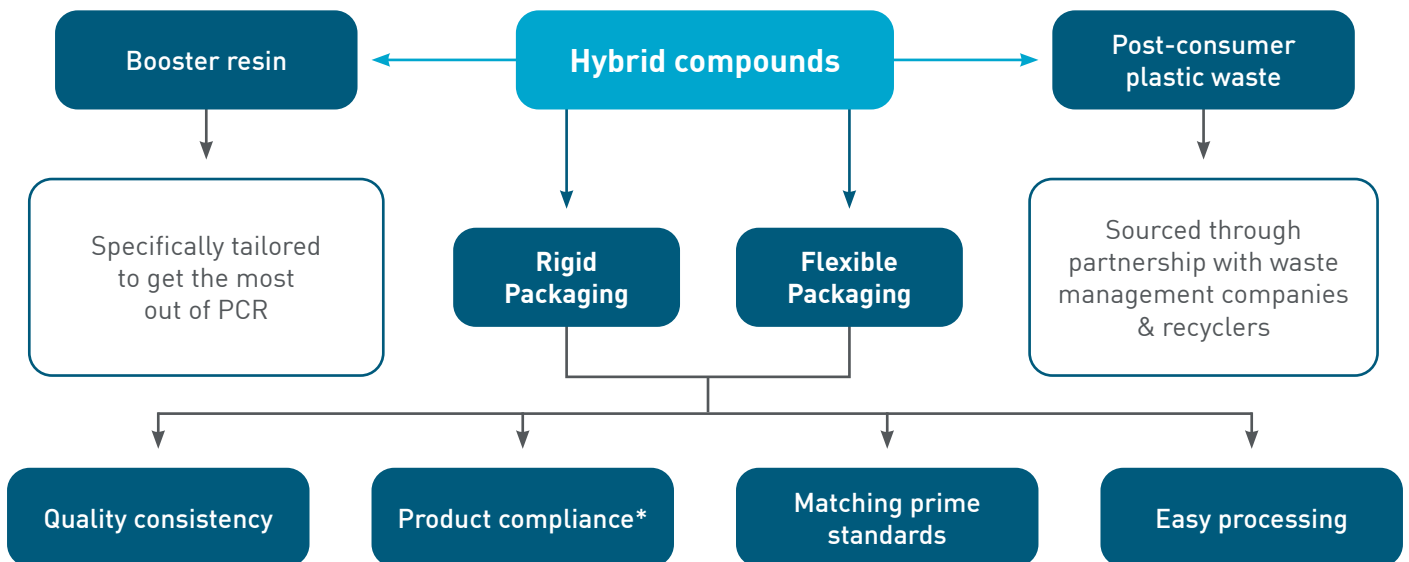 Booster resin
Hybrid compounds
Post-consumer
plastic waste
Specifically tailored
to get the most
out of PCR
Rigid
Packaging
Flexible
Packaging
Sourced through
partnership with waste
management companies
& recyclers
Quality consistency
Product compliance*
Matching prime
standards
Easy processing